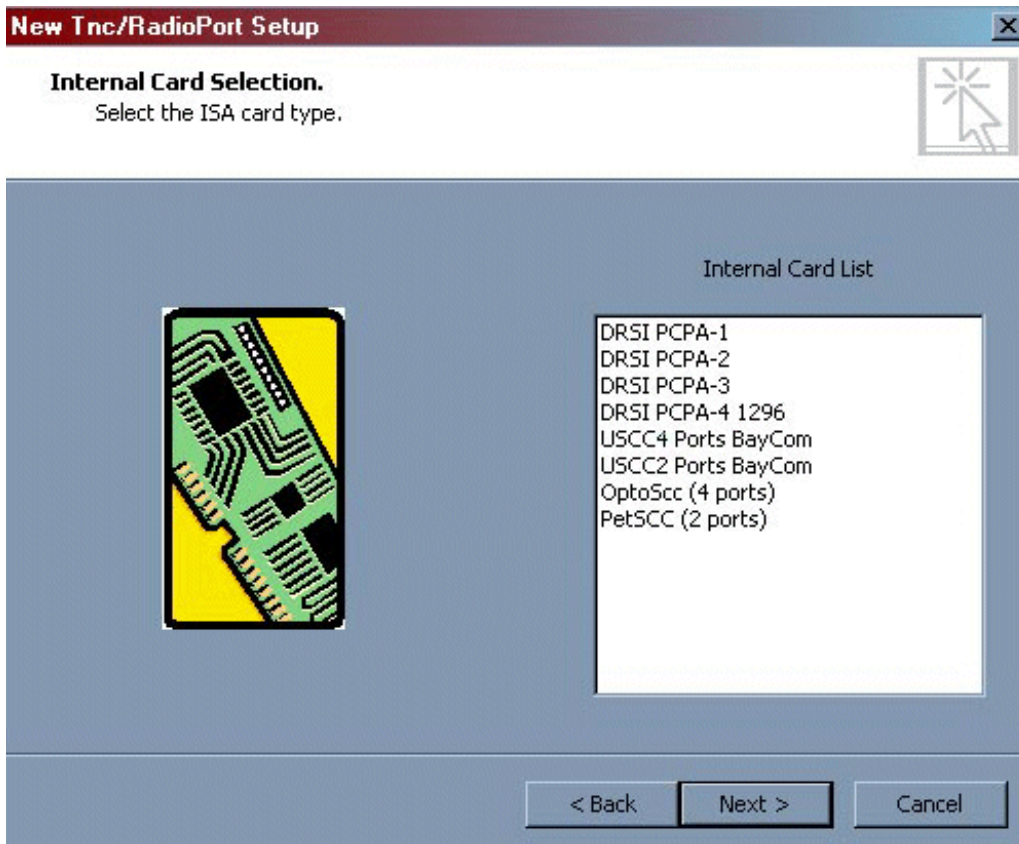 New Tnc/RadioPort Setup
Internal Card Selection.
Select the ISA card type.
Internal Card List
DRSI PCPA-1
DRSI PCPA-2
DRSI PCPA-3
DRSI PCPA-4 1296
USCC4 Ports BayCom
USCC2 Ports BayCom
OptoScc (4 ports)
PetSCC (2 ports)
< Back
Next >
Cancel